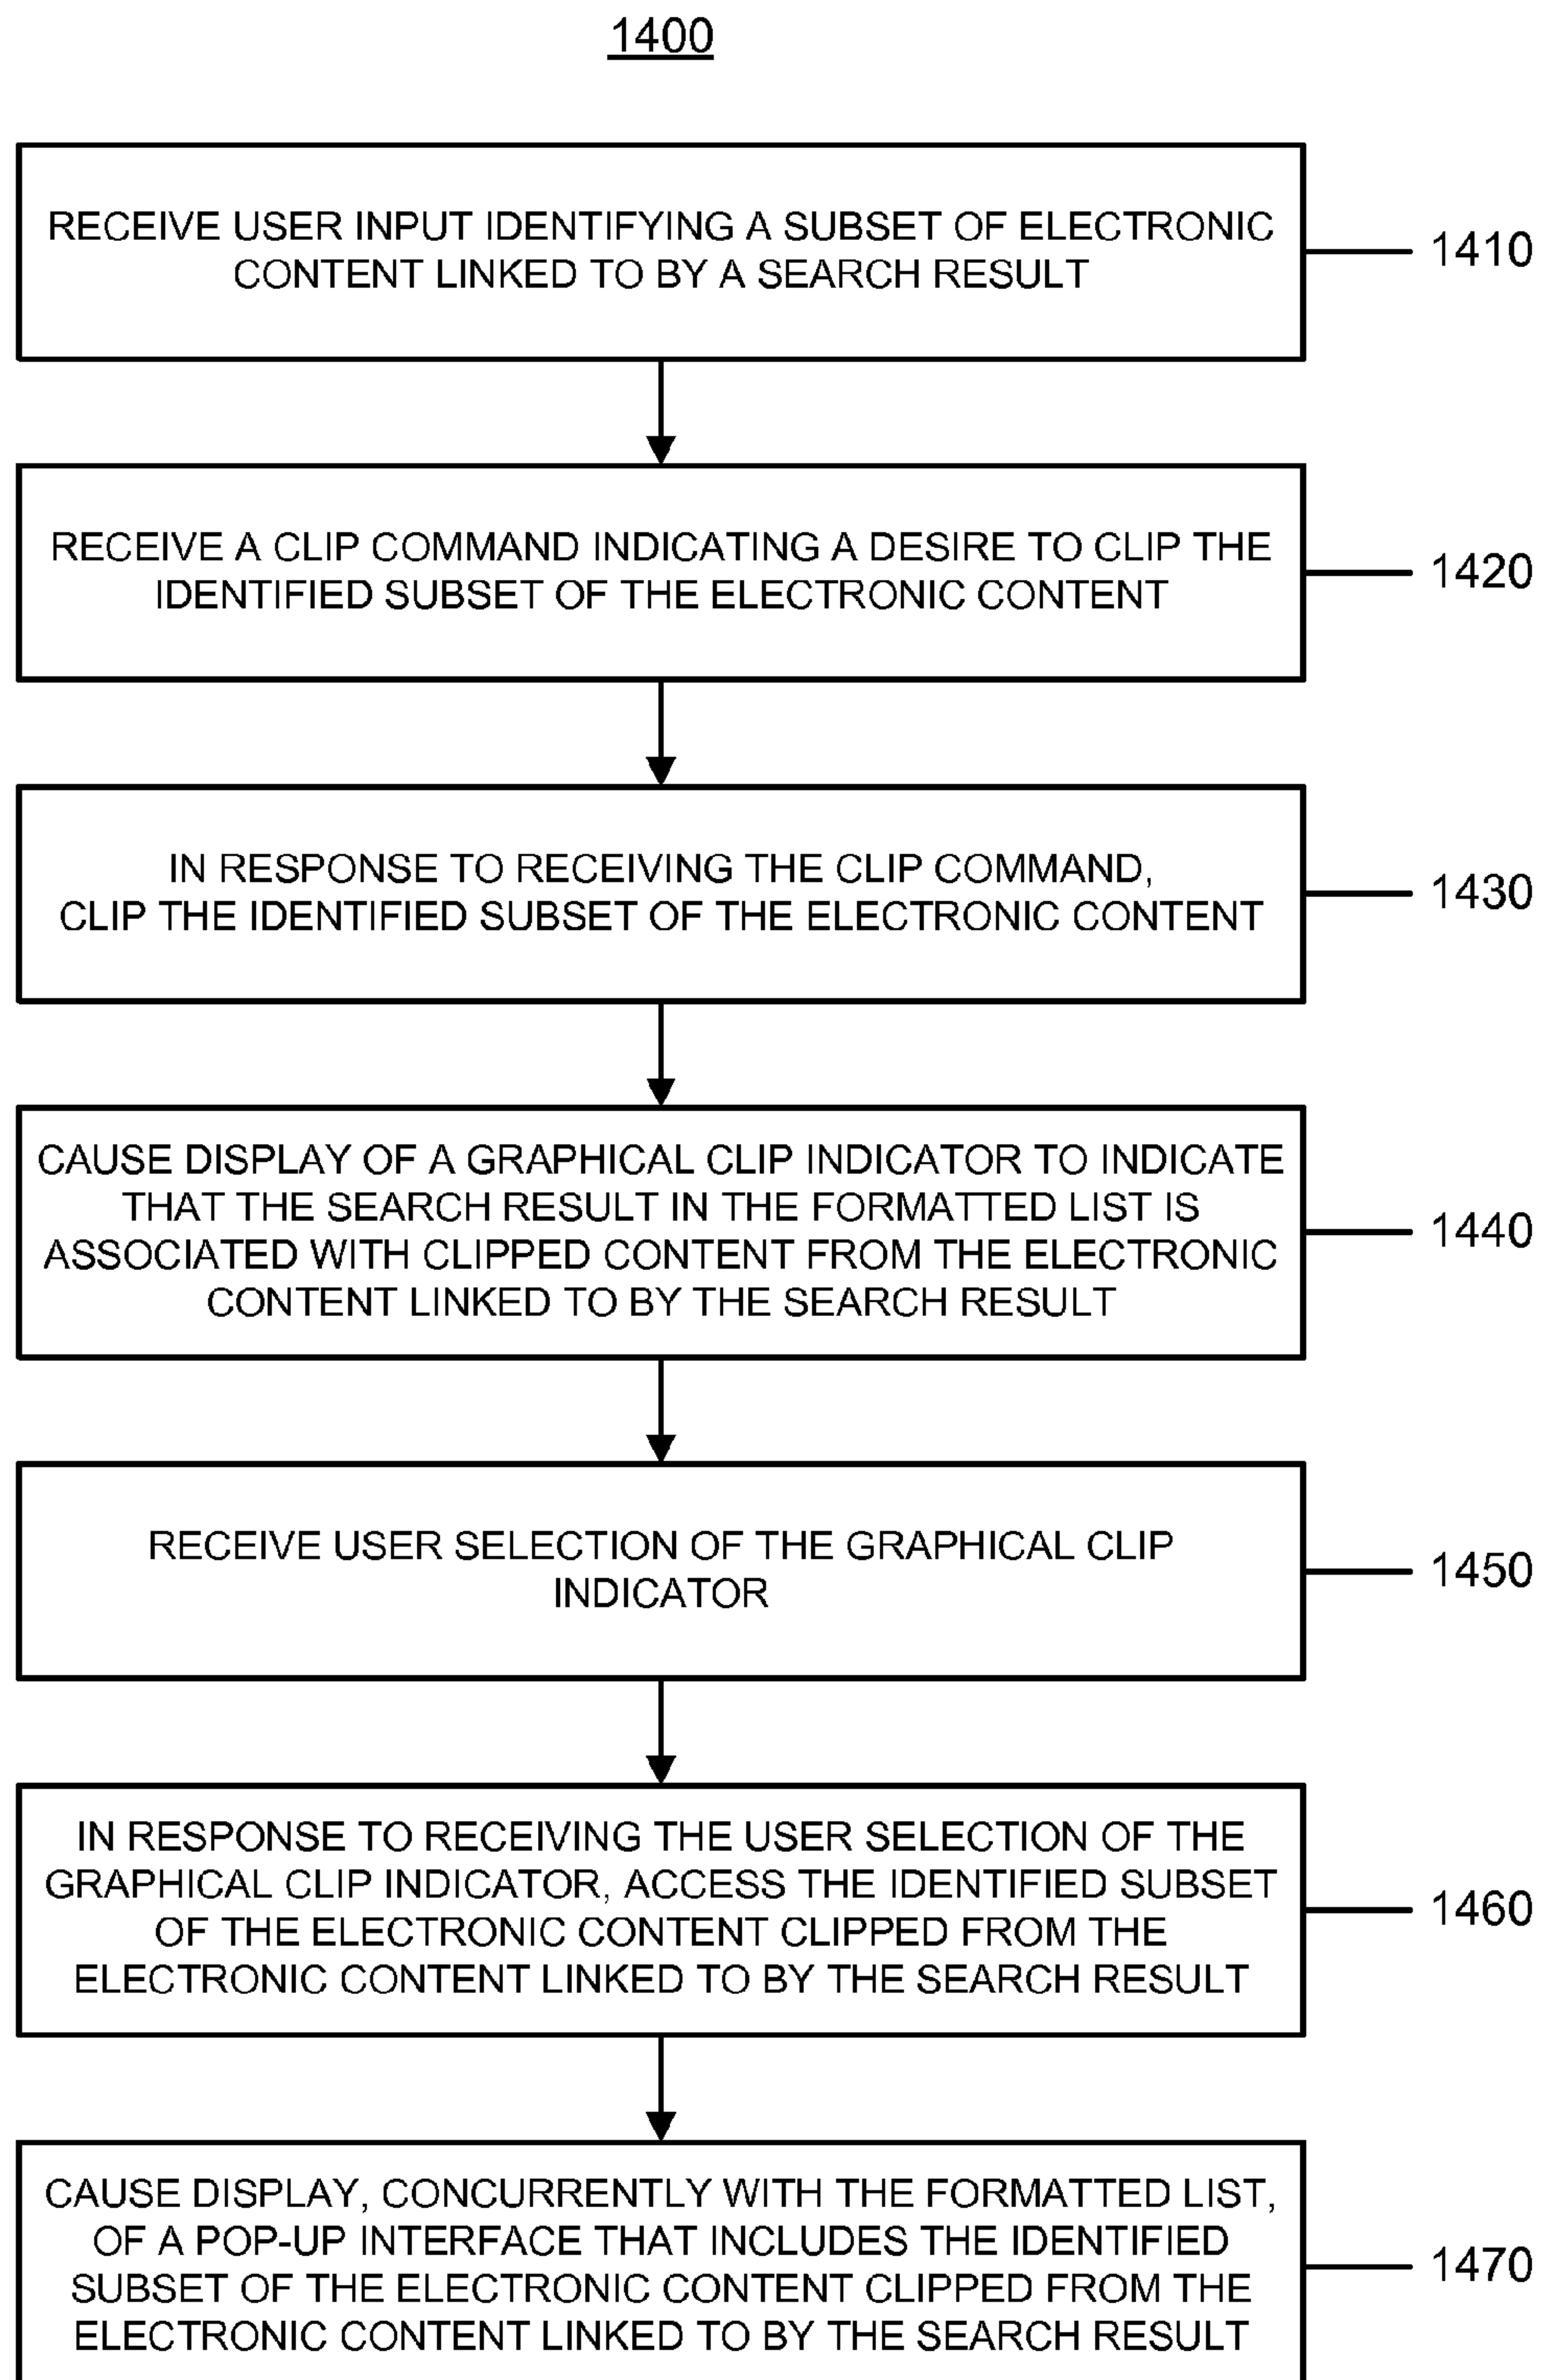 1400
RECEIVE USER INPUT IDENTIFYING A SUBSET OF ELECTRONIC
CONTENT LINKED TO BY A SEARCH RESULT
1410
RECEIVE A CLIP COMMAND INDICATING A DESIRE TO CLIP THE
IDENTIFIED SUBSET OF THE ELECTRONIC CONTENT
1420
IN RESPONSE TO RECEIVING THE CLIP COMMAND,
CLIP THE IDENTIFIED SUBSET OF THE ELECTRONIC CONTENT
1430
CAUSE DISPLAY OF A GRAPHICAL CLIP INDICATOR TO INDICATE
THAT THE SEARCH RESULT IN THE FORMATTED LIST IS
ASSOCIATED WITH CLIPPED CONTENT FROM THE ELECTRONIC
CONTENT LINKED TO BY THE SEARCH RESULT
1440
RECEIVE USER SELECTION OF THE GRAPHICAL CLIP
INDICATOR
1450
IN RESPONSE TO RECEIVING THE USER SELECTION OF THE
GRAPHICAL CLIP INDICATOR, ACCESS THE IDENTIFIED SUBSET
OF THE ELECTRONIC CONTENT CLIPPED FROM THE
ELECTRONIC CONTENT LINKED TO BY THE SEARCH RESULT
1460
CAUSE DISPLAY, CONCURRENTLY WITH THE FORMATTED LIST,
OF A POP-UP INTERFACE THAT INCLUDES THE IDENTIFIED
SUBSET OF THE ELECTRONIC CONTENT CLIPPED FROM THE
ELECTRONIC CONTENT LINKED TO BY THE SEARCH RESULT
1470